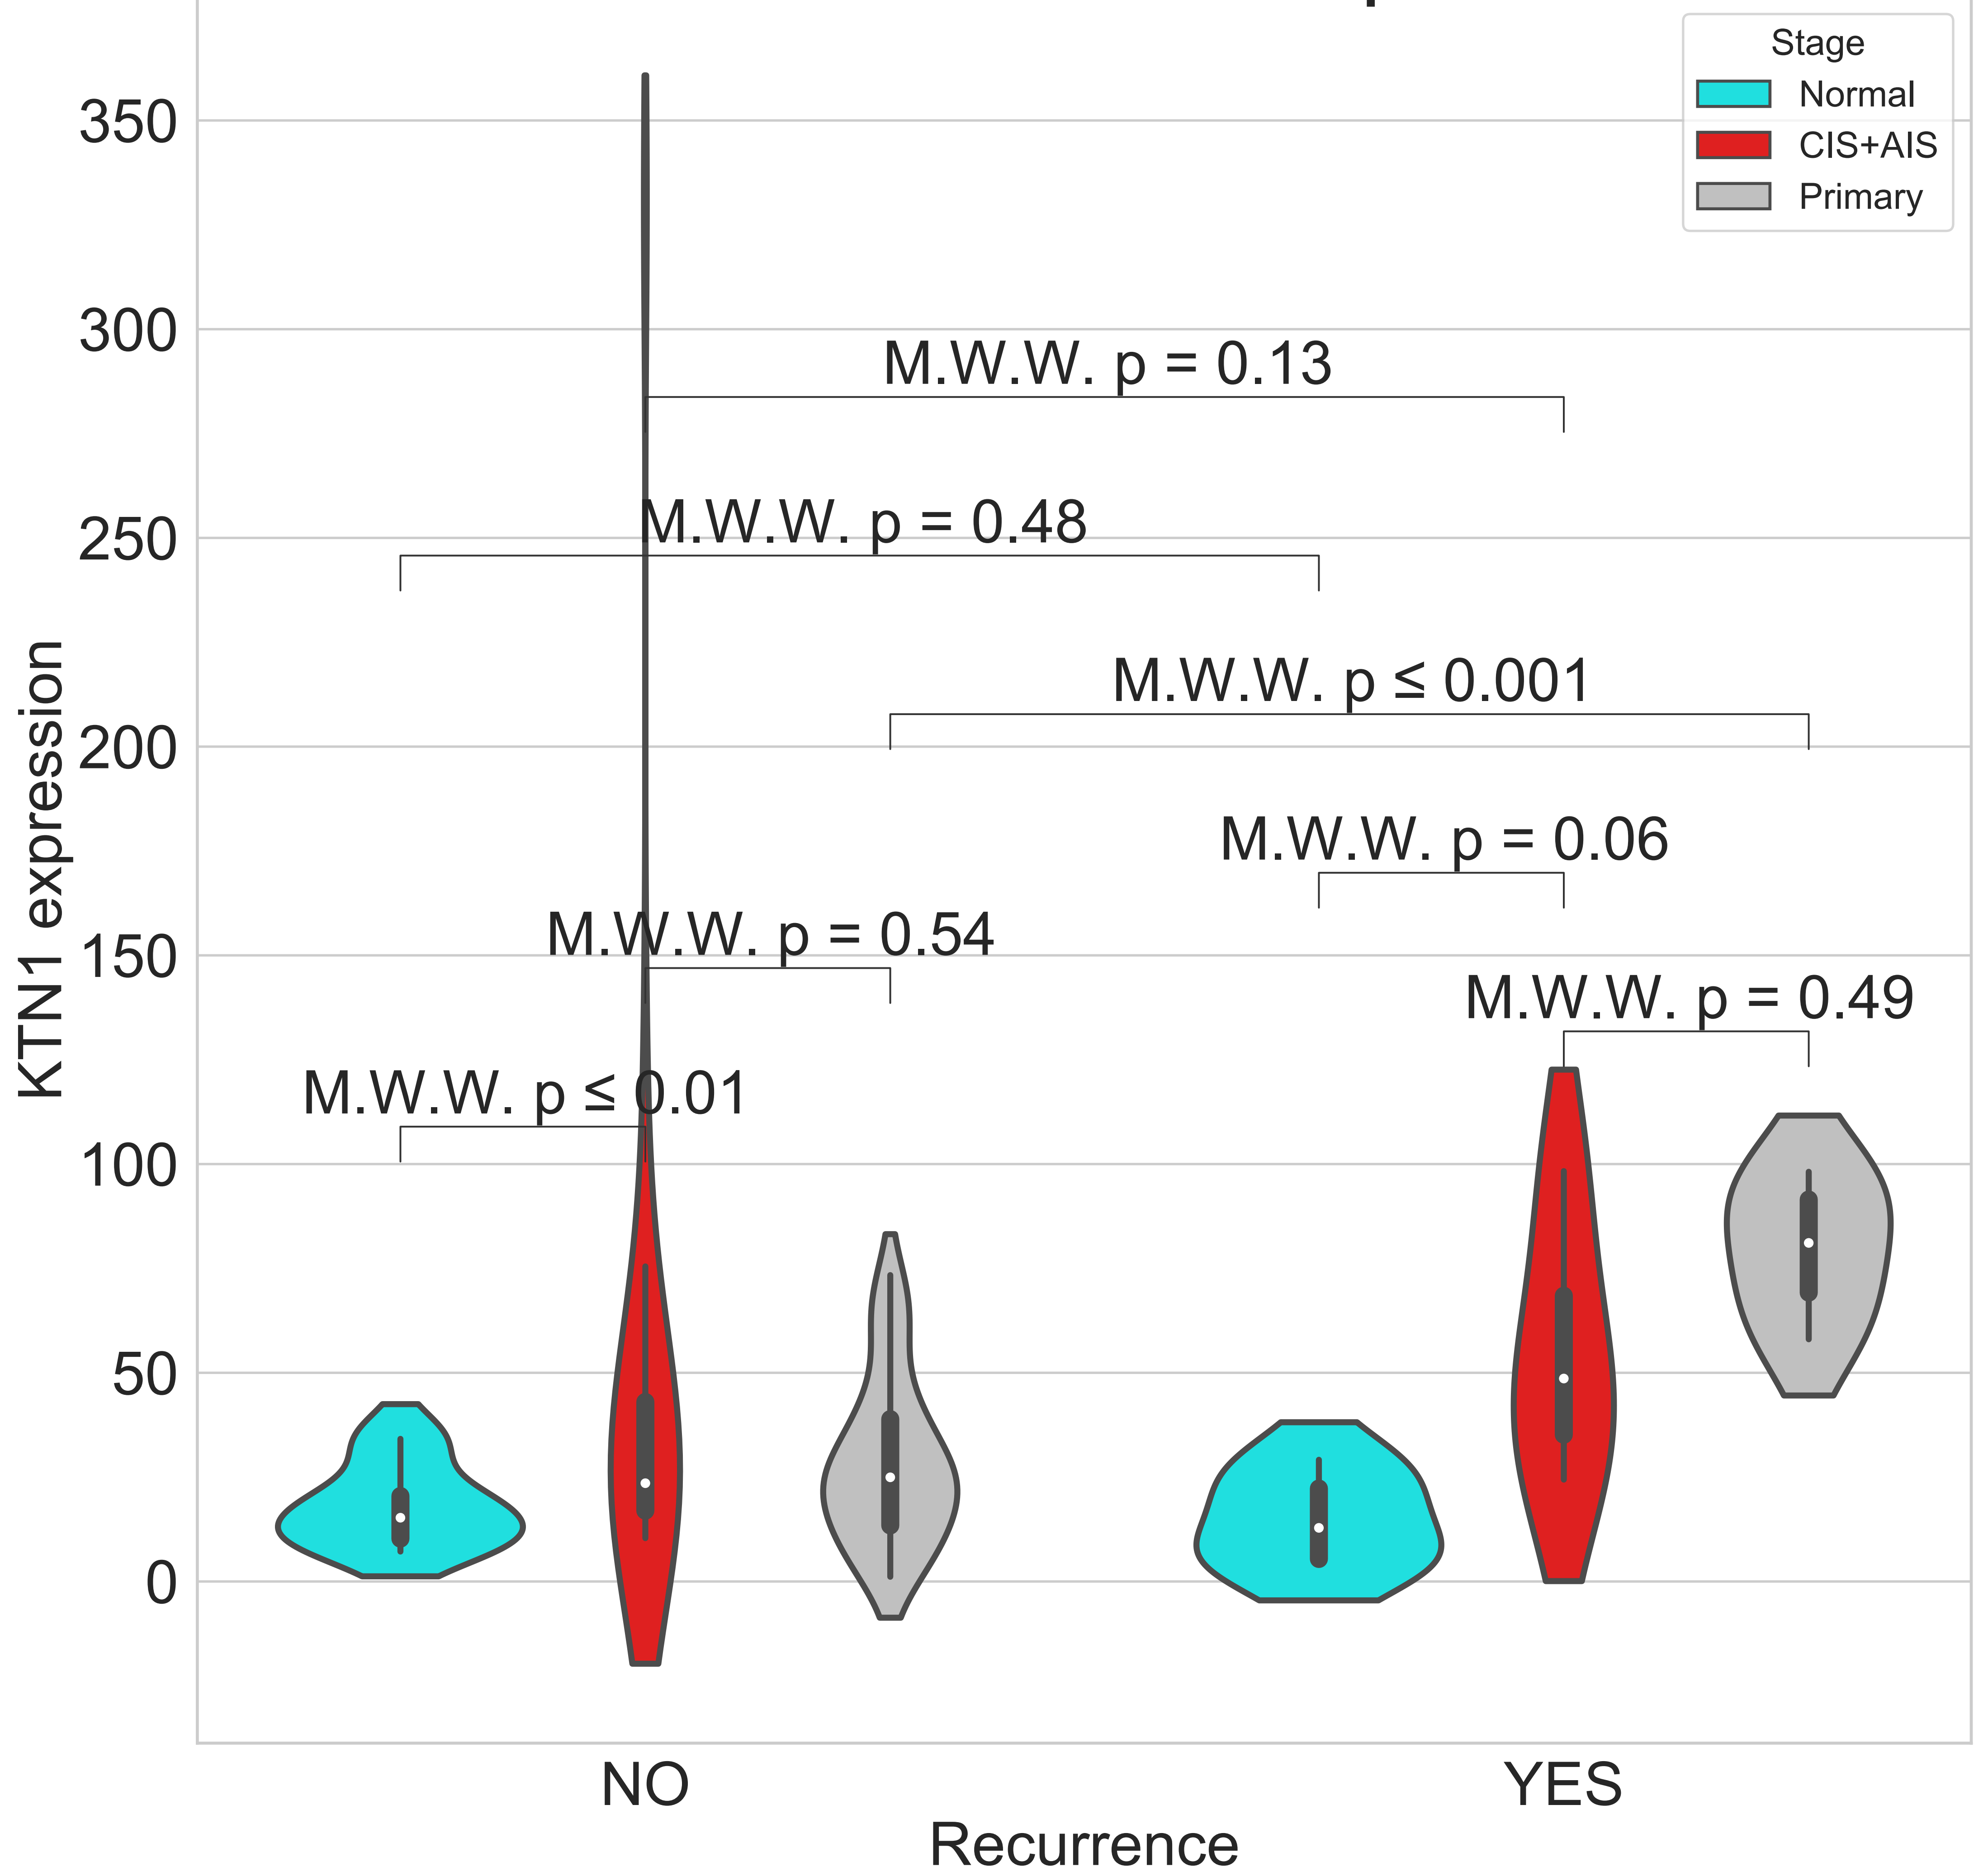 Stage
Normal
CIS+AIS
Primary
350
300
250
200
150
100
50
0
KTN1 expression
M.W.W. p = 0.13
M.W.W. p = 0.48
M.W.W. p ≤ 0.001
M.W.W. p = 0.06
M.W.W. p = 0.54
M.W.W. p = 0.49
M.W.W. p ≤ 0.01
NO
YES
Recurrence